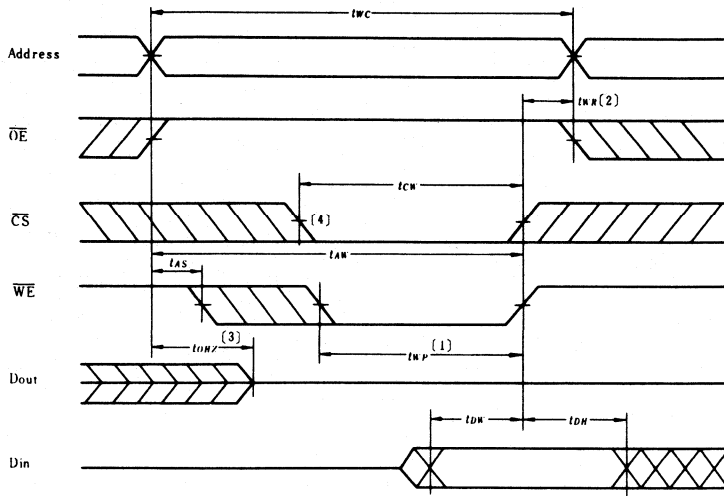 tWC
Address
tWR(2)
OE
tCW
CS
(4)
tAW
tAS
WE
(3)
(1)
tOHZ
tWP
Dout
tDW
tDH
Din